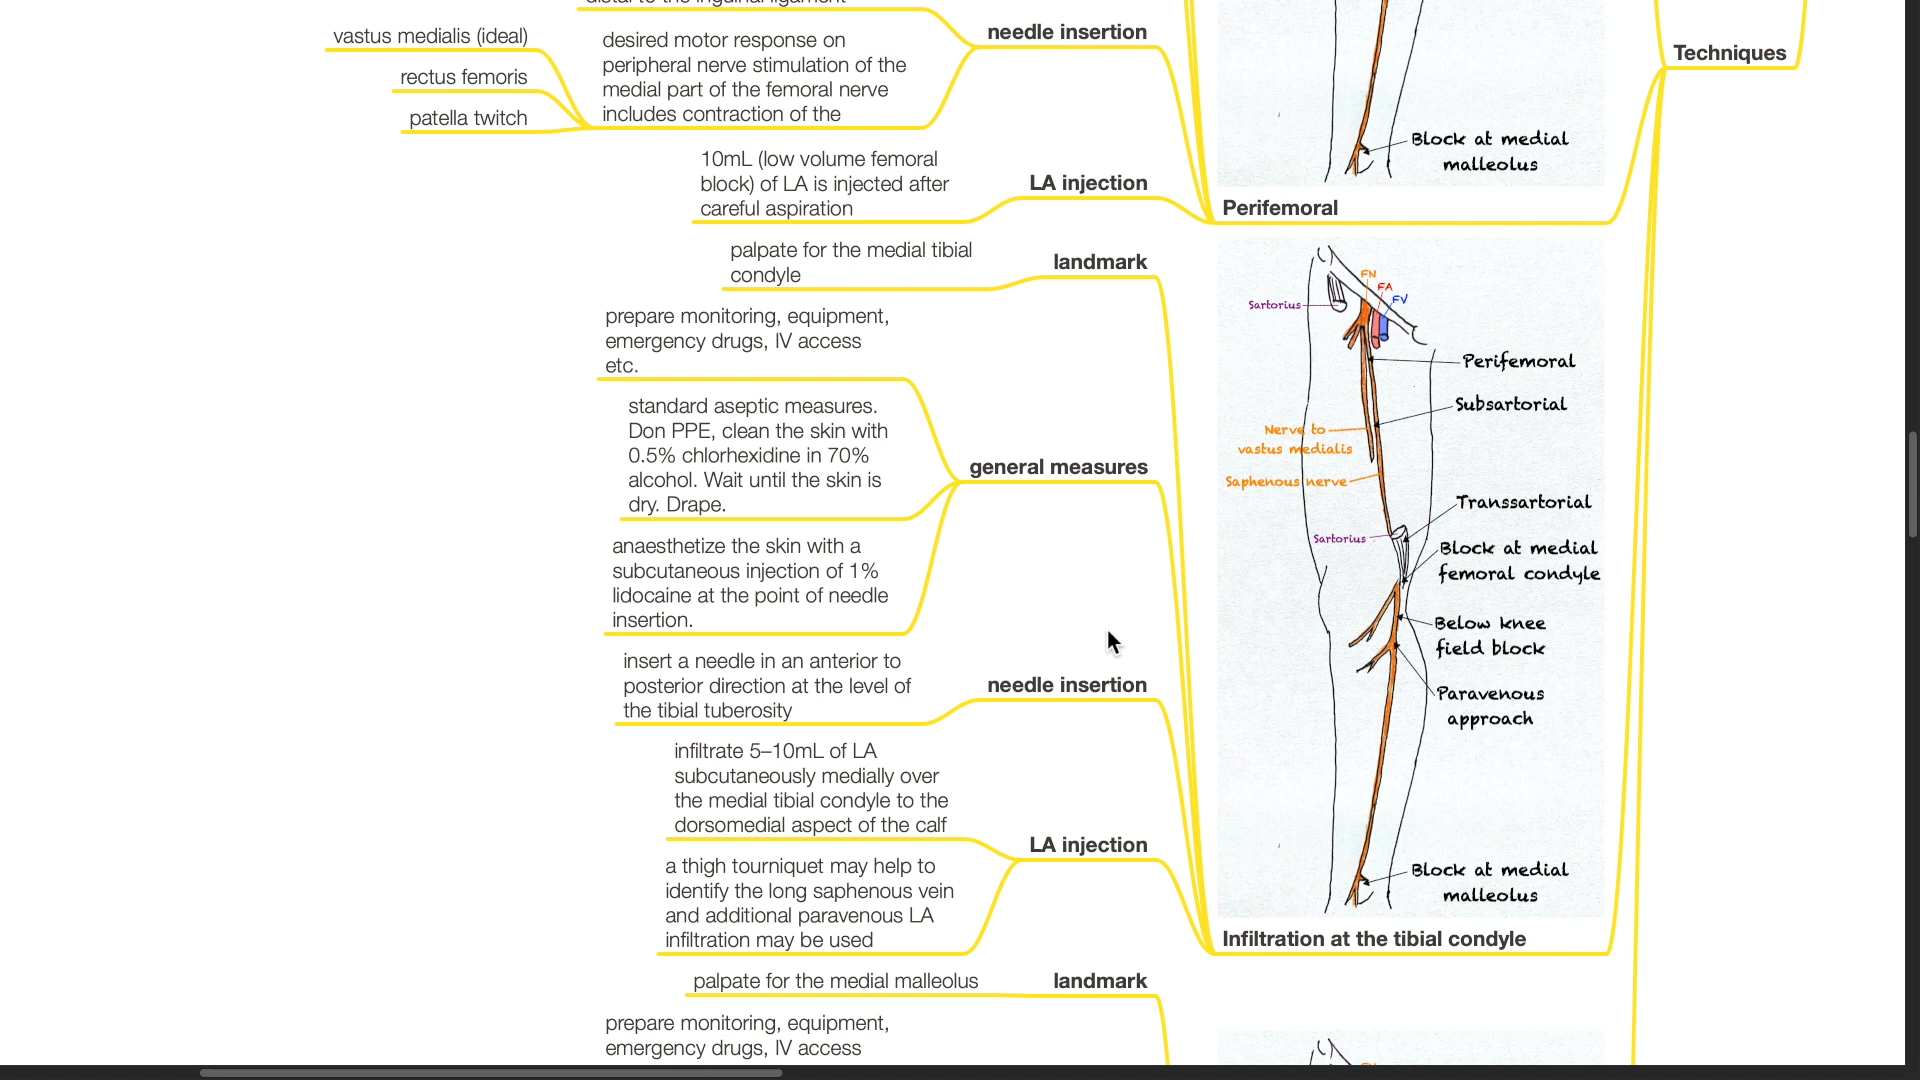 distal to the inguinal ligament
needle insertion
desired motor response on
peripheral nerve stimulation of the
medial part of the femoral nerve
includes contraction of the
vastus medialis (ideal)
rectus femoris
patella twitch
10mL (low volume femoral
block) of LA is injected after
careful aspiration
LA injection
Block at medial
malleolus
Perifemoral
Techniques
palpate for the medial tibial
condyle
landmark
prepare monitoring, equipment,
emergency drugs, IV access
etc.
standard aseptic measures.
Don PPE, clean the skin with
0.5% chlorhexidine in 70%
alcohol. Wait until the skin is
dry. Drape.
general measures
anaesthetize the skin with a
subcutaneous injection of 1%
lidocaine at the point of needle
insertion.
insert a needle in an anterior to
posterior direction at the level of
the tibial tuberosity
needle insertion
infiltrate 5–10mL of LA
subcutaneously medially over
the medial tibial condyle to the
dorsomedial aspect of the calf
LA injection
a thigh tourniquet may help to
identify the long saphenous vein
and additional paravenous LA
infiltration may be used
FN
FA
FV
Sartorius
Perifemoral
Subsartorial
Nerve to
vastus medialis
Saphenous nerve
Transsartorial
Sartorius
Block at medial
femoral condyle
Below knee
field block
Paravenous
approach
Block at medial
malleolus
Infiltration at the tibial condyle
palpate for the medial malleolus
landmark
prepare monitoring, equipment,
emergency drugs, IV access